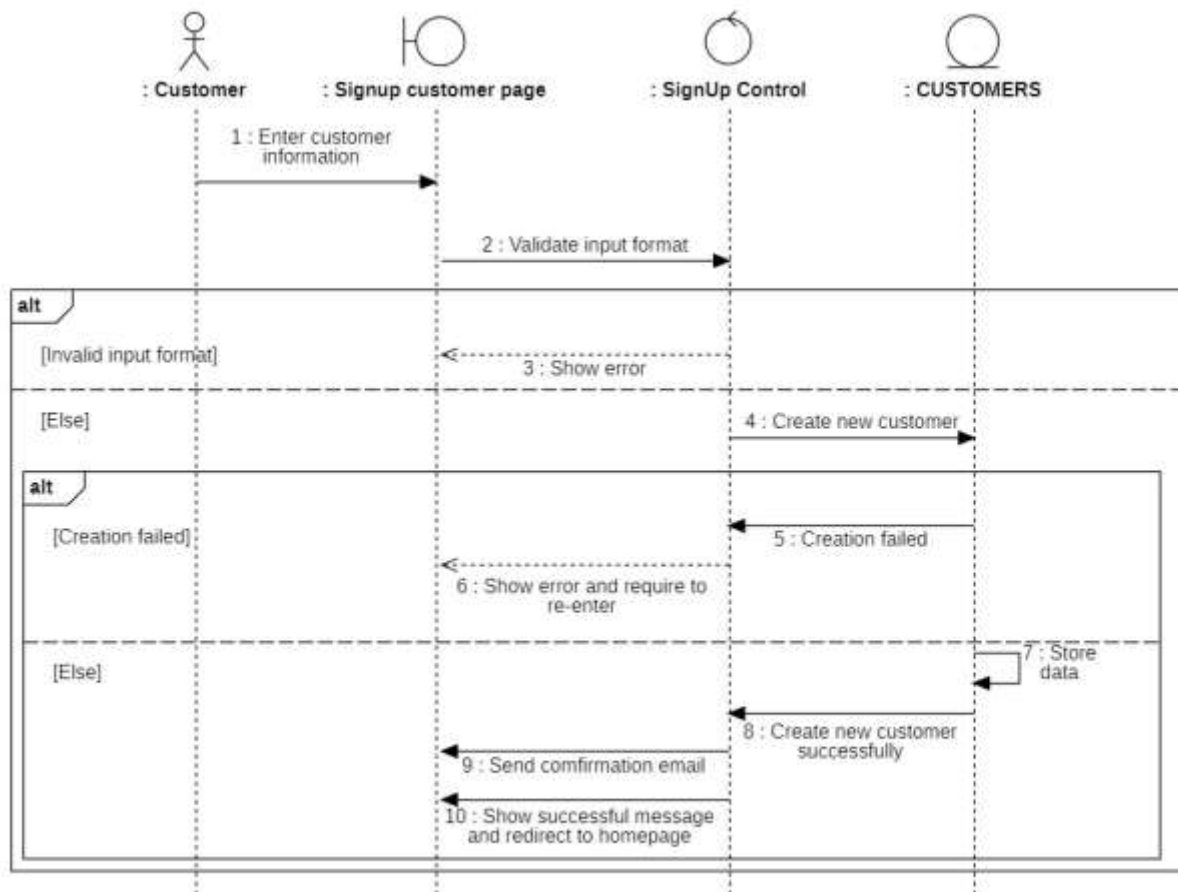 : Customer
: Signup customer page
: SignUp Control
: CUSTOMERS
1 : Enter customer
information
2 : Validate input format
alt
[Invalid input format]
3 : Show error
[Else]
4 : Create new customer
alt
[Creation failed]
5 : Creation failed
6 : Show error and require to
re-enter
[Else]
7 : Store
data
8 : Create new customer
successfully
9 : Send comfirmation email
10 : Show successful message
and redirect to homepage